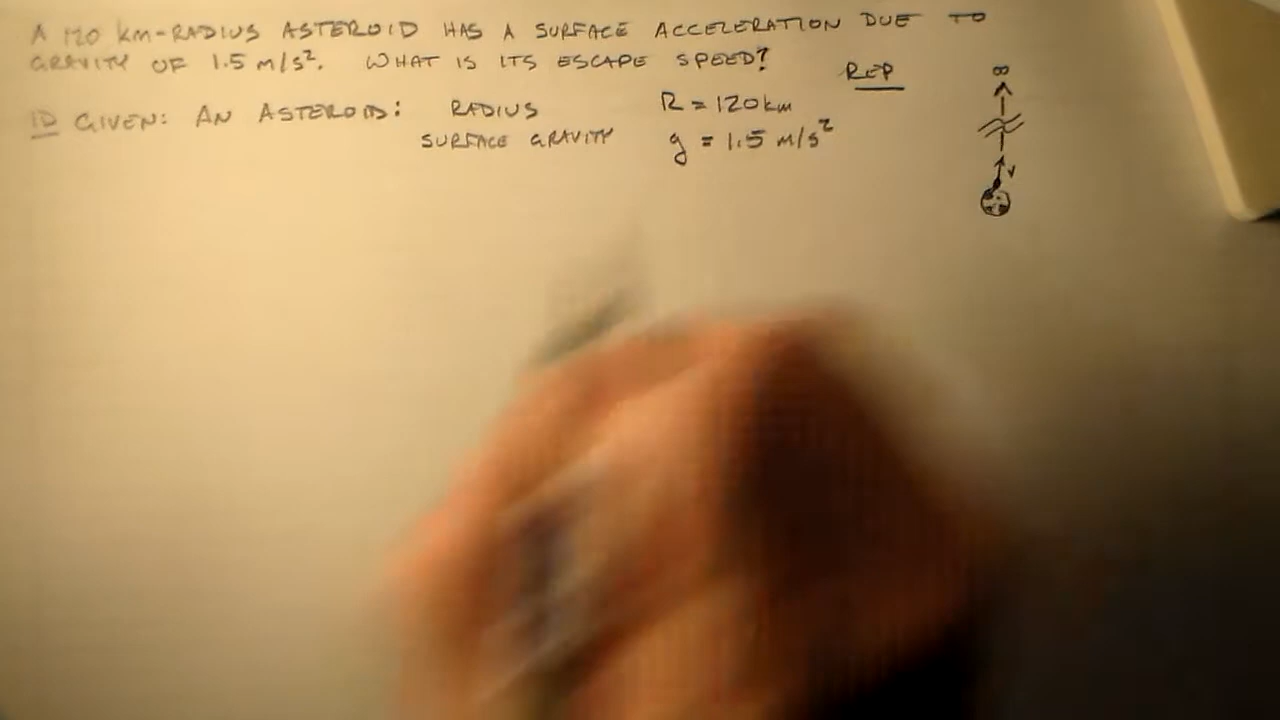 A 120 KM-RADIUS ASTEROID HAS A SURFACE ACCELERATION DUE TO
GRAVITY OF 1.5 M/S². WHAT IS ITS ESCAPE SPEED?
REP
ID GIVEN: AN ASTEROID: RADIUS R = 120 km
SURFACE GRAVITY g = 1.5 M/S²
∞
v